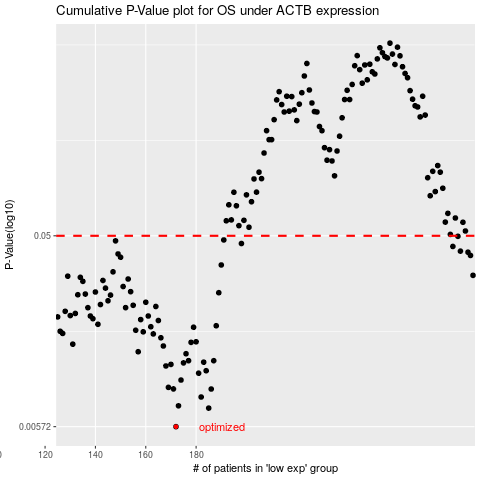 Cumulative P-Value plot for OS under ACTB expression
P-Value(log10)
0.05
0.00572
optimized
0 120 140 160 180
# of patients in 'low exp' group